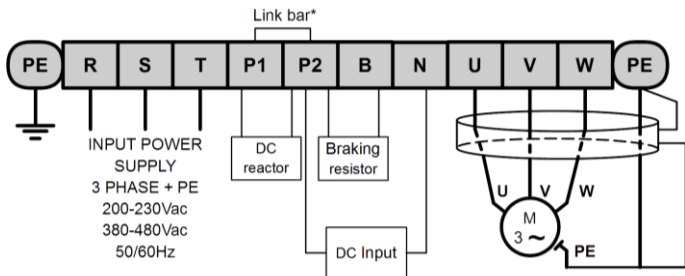 Link bar*
PE R S T P1 P2 B N U V W PE
INPUT POWER
SUPPLY
3 PHASE + PE
200-230Vac
380-480Vac
50/60Hz
DC
reactor
Braking
resistor
DC Input
U V W
M
3 ~
PE